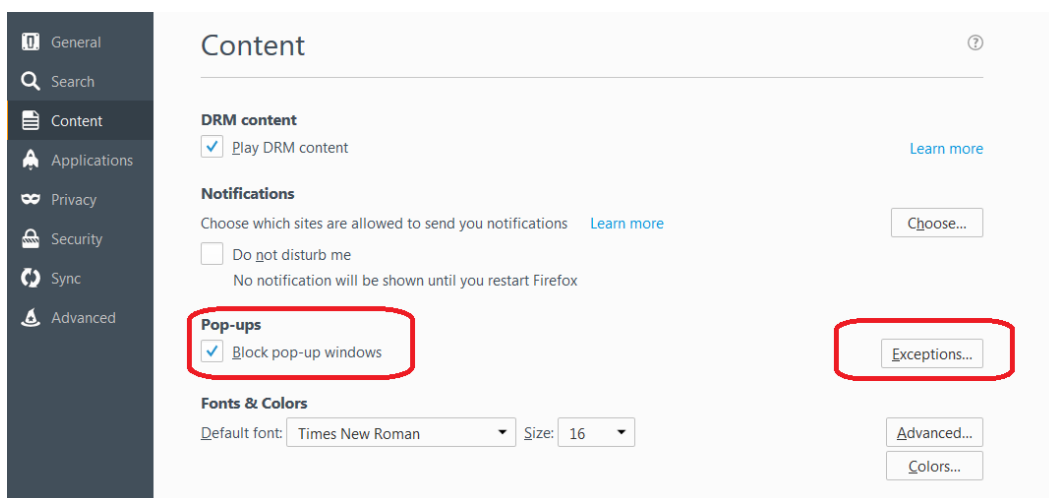 General
Search
Content
Applications
Privacy
Security
Sync
Advanced
Content
?
DRM content
Play DRM content
Learn more
Notifications
Choose which sites are allowed to send you notifications Learn more
Choose...
Do not disturb me
No notification will be shown until you restart Firefox
Pop-ups
Block pop-up windows
Exceptions...
Fonts & Colors
Default font: Times New Roman Size: 16
Advanced...
Colors...